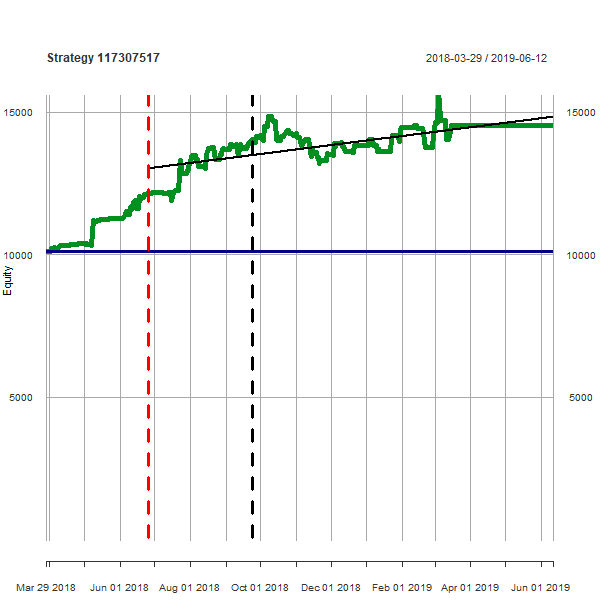 Strategy 117307517
2018-03-29 / 2019-06-12
15000 15000
10000 10000
Equity
5000 5000
Mar 29 2018 Jun 01 2018 Aug 01 2018 Oct 01 2018 Dec 01 2018 Feb 01 2019 Apr 01 2019 Jun 01 2019